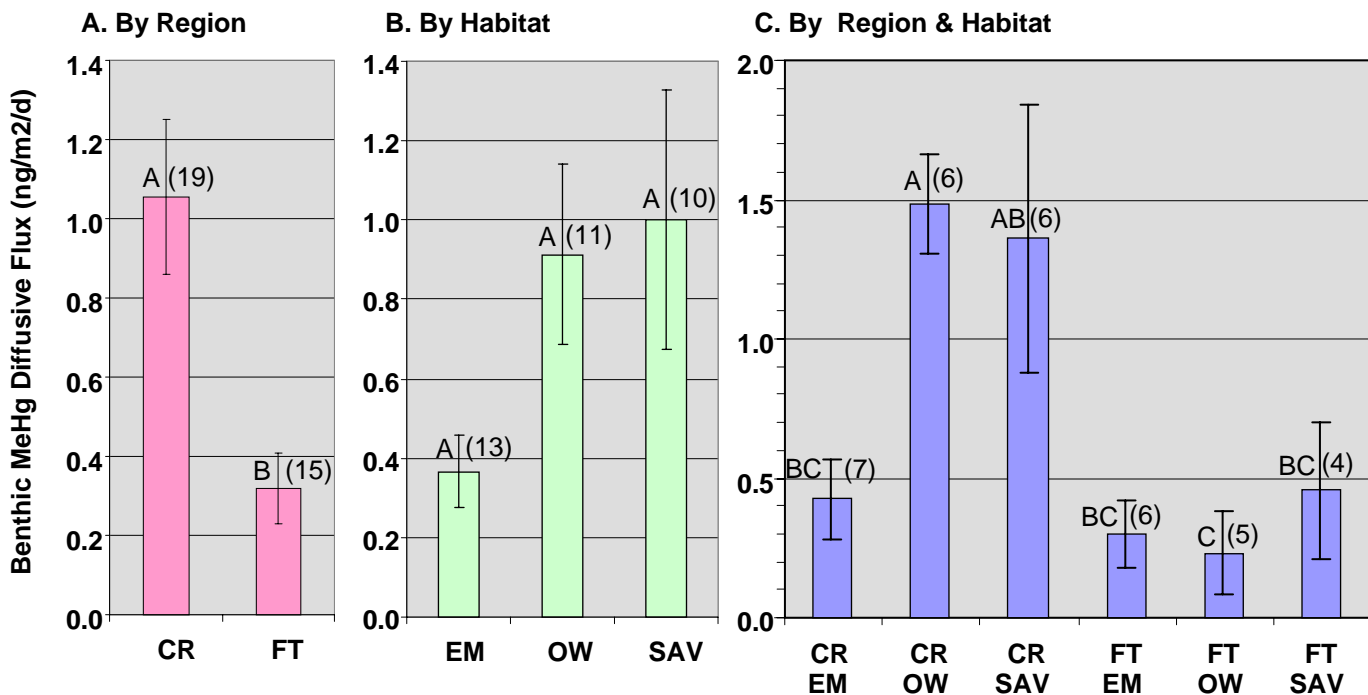 A. By Region
B. By Habitat
C. By Region & Habitat
Benthic MeHg Diffusive Flux (ng/m2/d)
1.4
1.2
1.0
0.8
0.6
0.4
0.2
0.0
A (19)
B (15)
CR
FT
1.4
1.2
1.0
0.8
0.6
0.4
0.2
0.0
A (13)
A (11)
A (10)
EM
OW
SAV
2.0
1.5
1.0
0.5
0.0
BC (7)
A (6)
AB (6)
BC (6)
C (5)
BC (4)
CR
EM
CR
OW
CR
SAV
FT
EM
FT
OW
FT
SAV